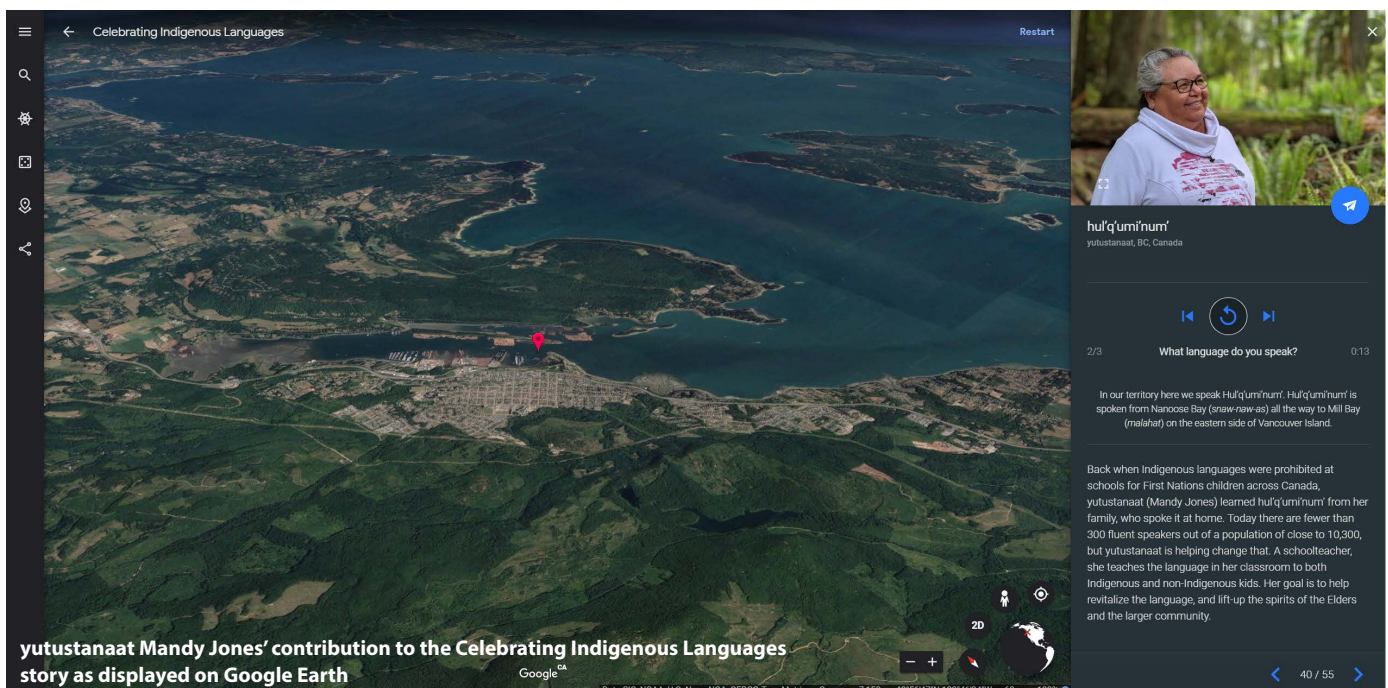 Celebrating Indigenous Languages
Restart
hul'q'umi'num'
yutustanaat, BC, Canada
2/3
What language do you speak?
0:13
In our territory here we speak Hul'q'umi'num'. Hul'q'umi'num' is
spoken from Nanoose Bay (snaw-naw-as) all the way to Mill Bay
(malahat) on the eastern side of Vancouver Island.
Back when Indigenous languages were prohibited at
schools for First Nations children across Canada,
yutustanaat (Mandy Jones) learned hul'q'umi'num' from her
family, who spoke it at home. Today there are fewer than
300 fluent speakers out of a population of close to 10,300,
but yutustanaat is helping change that. A schoolteacher,
she teaches the language in her classroom to both
Indigenous and non-Indigenous kids. Her goal is to help
revitalize the language, and lift-up the spirits of the Elders
and the larger community.
40 / 55
2D
yutustanaat Mandy Jones' contribution to the Celebrating Indigenous Languages
story as displayed on Google Earth
Google CA